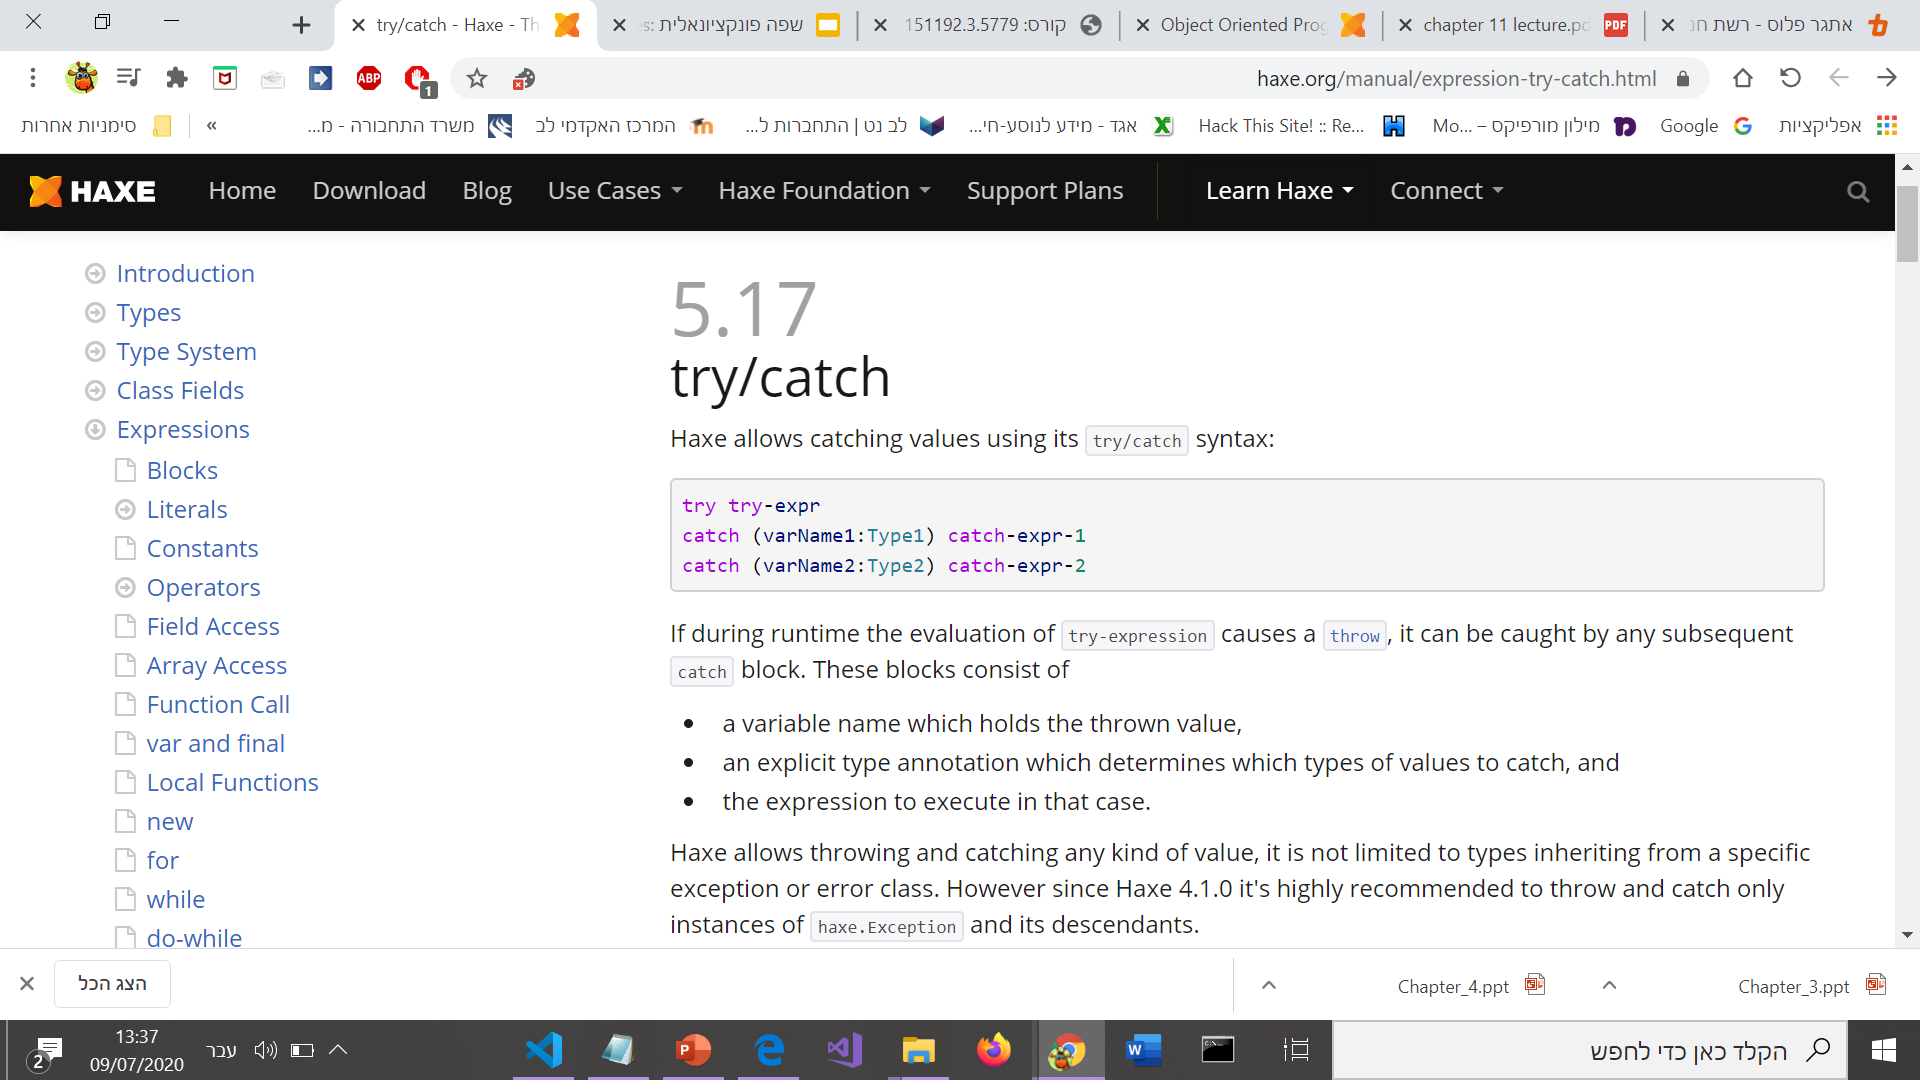 try/catch - Haxe - Th
es: שפה פונקציונאלית
קורס: 151192.3.5779
Object Oriented Prog
chapter 11 lecture.pd
PDF
אתגר פלוס - רשת חנ
ABP
1
haxe.org/manual/expression-try-catch.html
אפליקציות
Google
מילון מורפיקס – Mo...
Hack This Site! :: Re...
אגד - מידע לנוסע-חי...
לב נט | התחברות ל...
המרכז האקדמי לב
משרד התחבורה - מ...
»
סימניות אחרות
HAXE
Home
Download
Blog
Use Cases
Haxe Foundation
Support Plans
Learn Haxe
Connect
Introduction
Types
Type System
Class Fields
Expressions
Blocks
Literals
Constants
Operators
Field Access
Array Access
Function Call
var and final
Local Functions
new
for
while
do-while
5.17
try/catch
Haxe allows catching values using its try/catch syntax:
try try-expr
catch (varName1:Type1) catch-expr-1
catch (varName2:Type2) catch-expr-2
If during runtime the evaluation of try-expression causes a throw, it can be caught by any subsequent
catch block. These blocks consist of
• a variable name which holds the thrown value,
• an explicit type annotation which determines which types of values to catch, and
• the expression to execute in that case.
Haxe allows throwing and catching any kind of value, it is not limited to types inheriting from a specific
exception or error class. However since Haxe 4.1.0 it's highly recommended to throw and catch only
instances of haxe.Exception and its descendants.
הצג הכל
Chapter_4.ppt
Chapter_3.ppt
2
13:37
09/07/2020
עבר
הקלד כאן כדי לחפש